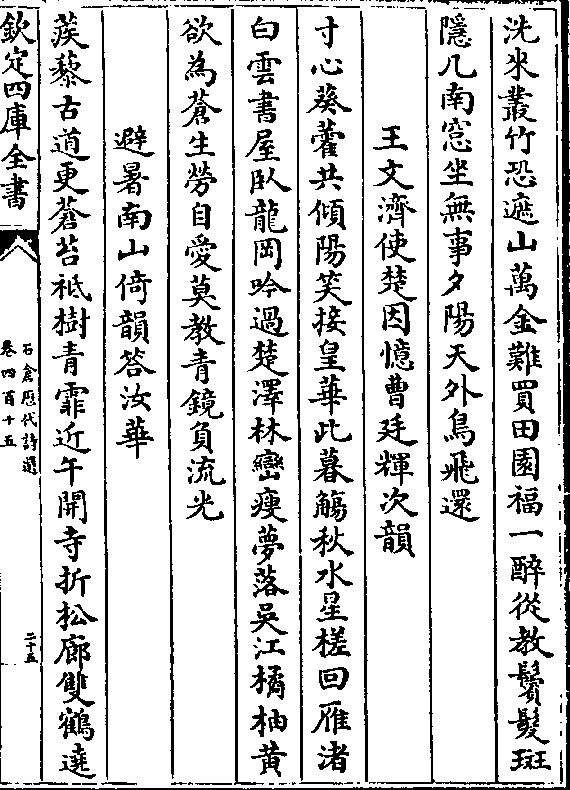 洗来叢竹恐遮山萬金難買田園福一醉從教鬢髮斑
隱几南窓坐無事夕陽天外鳥飛還
王文濟使楚因憶曹廷輝次韻
寸心葵藿共傾陽笑接皇華此暮觴秋水星槎回雁渚
白雲書屋臥龍岡吟過楚澤林巒瘦夢落吳江橘柚黄
欲為蒼生勞自愛莫教青鏡負流光
避暑南山倚韻答汝華
蒺藜古道更蒼苔祗樹青霏近午開寺折松廊雙鶴遶
欽定四庫全書
石倉歷代詩選
卷四百十五
二十五